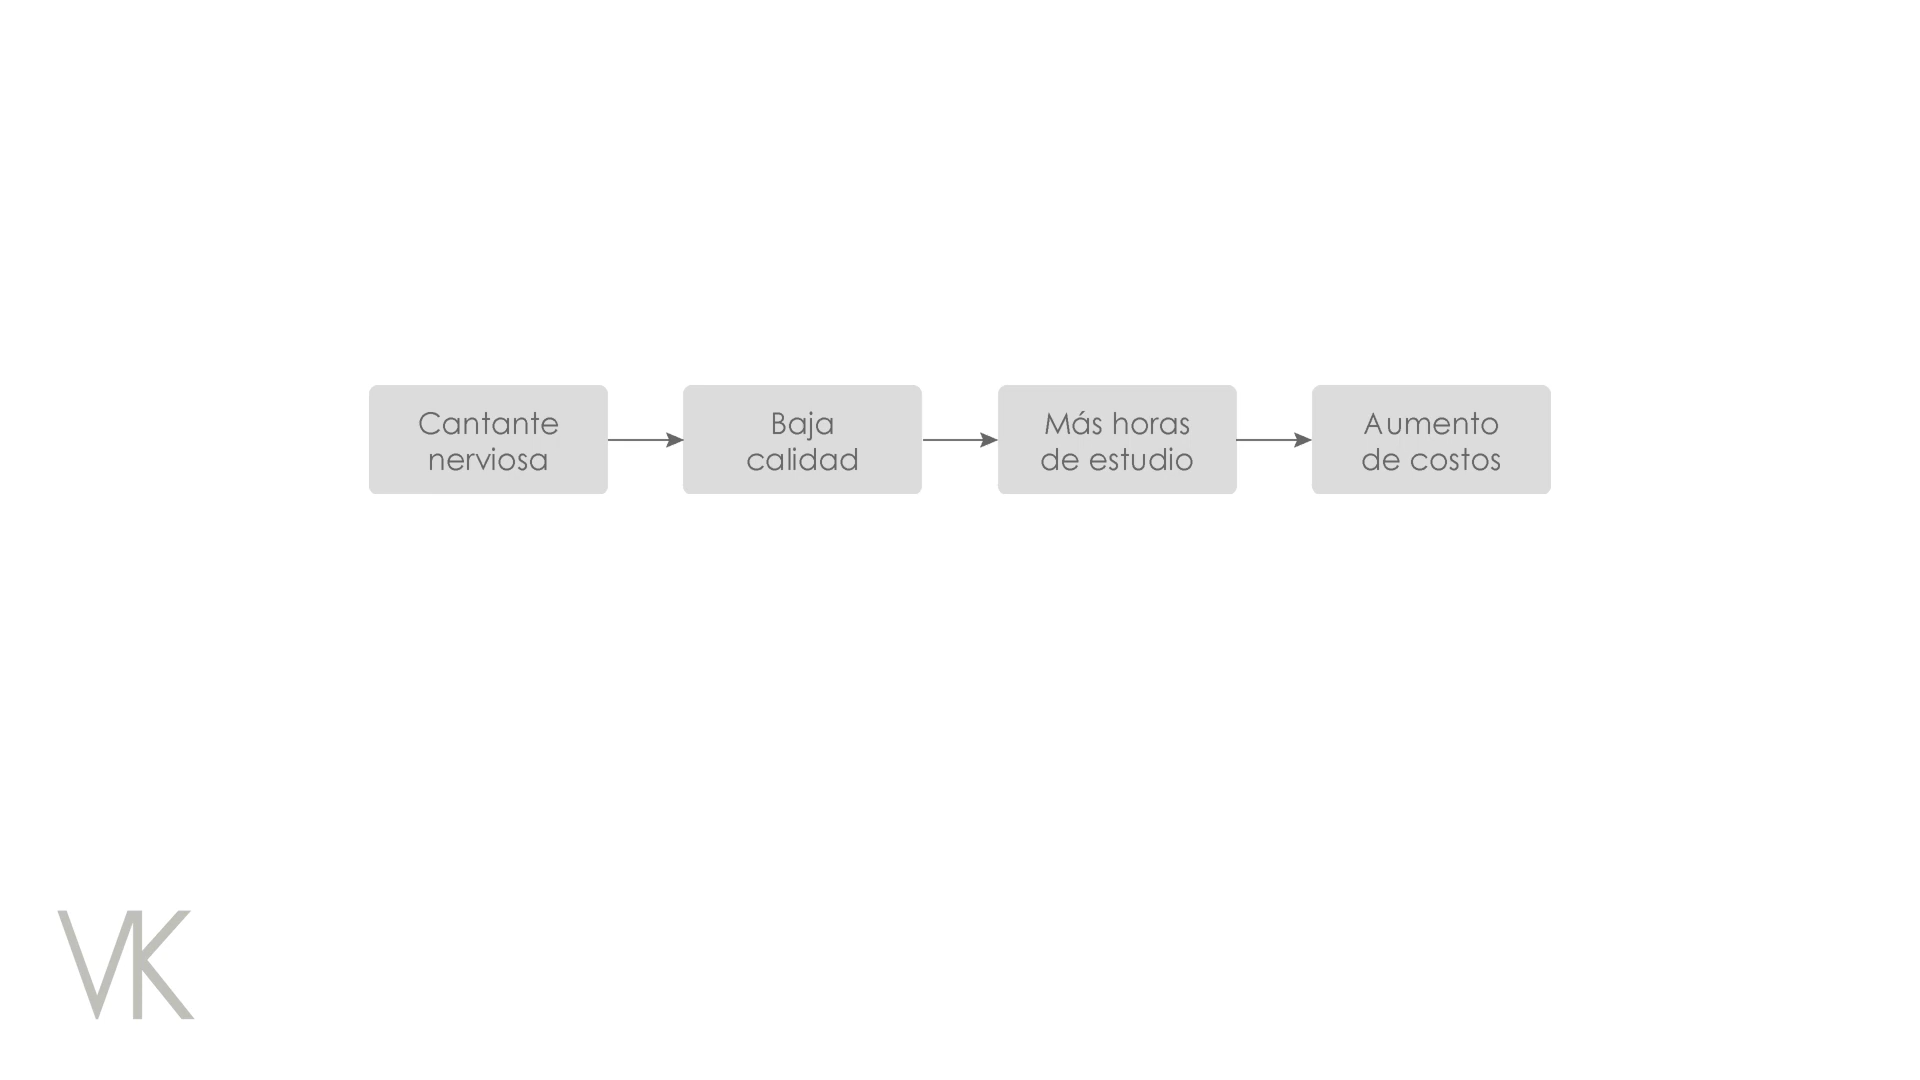 Cantante
nerviosa
Baja
calidad
Más horas
de estudio
Aumento
de costos
VK